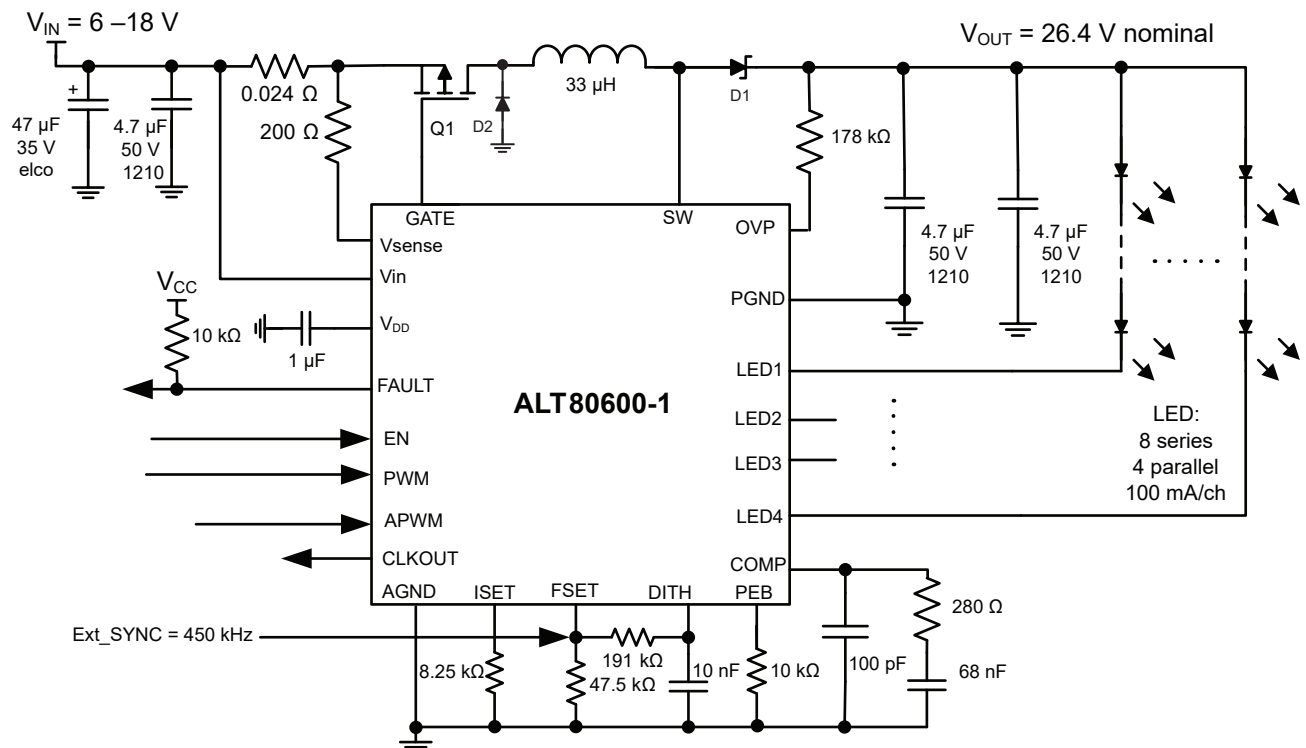 V_IN = 6 –18 V
V_OUT = 26.4 V nominal
+
47 µF
35 V
elco
4.7 µF
50 V
1210
0.024 Ω
200 Ω
Q1
D2
33 µH
D1
178 kΩ
4.7 µF
50 V
1210
4.7 µF
50 V
1210
GATE
SW
OVP
Vsense
Vin
V_CC
10 kΩ
V_DD
1 µF
PGND
FAULT
LED1
ALT80600-1
LED2
LED3
LED4
LED:
8 series
4 parallel
100 mA/ch
EN
PWM
APWM
CLKOUT
COMP
AGND
ISET
FSET
DITH
PEB
280 Ω
Ext_SYNC = 450 kHz
8.25 kΩ
191 kΩ
47.5 kΩ
10 nF
10 kΩ
100 pF
68 nF